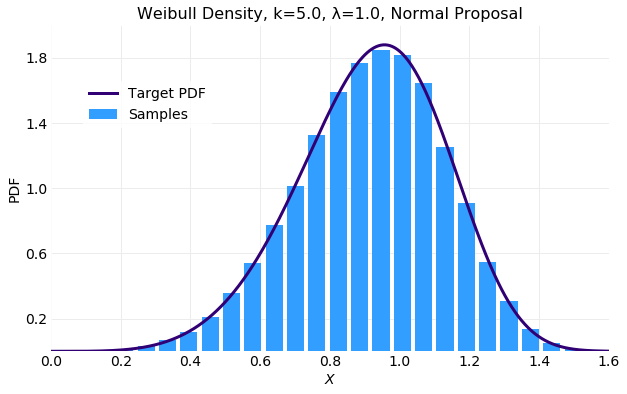 Weibull Density, k=5.0, λ=1.0, Normal Proposal
PDF
1.8
1.4
1.0
0.6
0.2
Target PDF
Samples
0.0 0.2 0.4 0.6 0.8 1.0 1.2 1.4 1.6
X